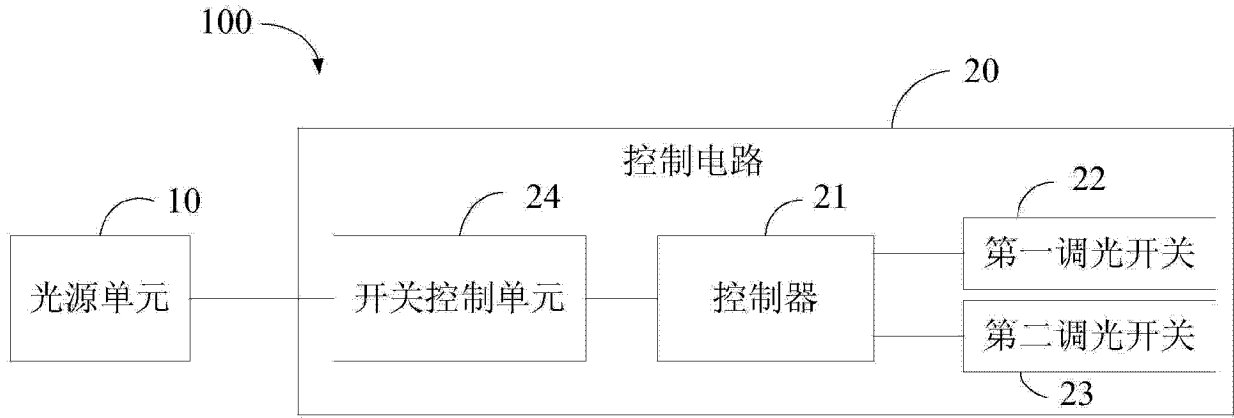 100
20
控制电路
10
24
21
22
光源单元
开关控制单元
控制器
第一调光开关
第二调光开关
23